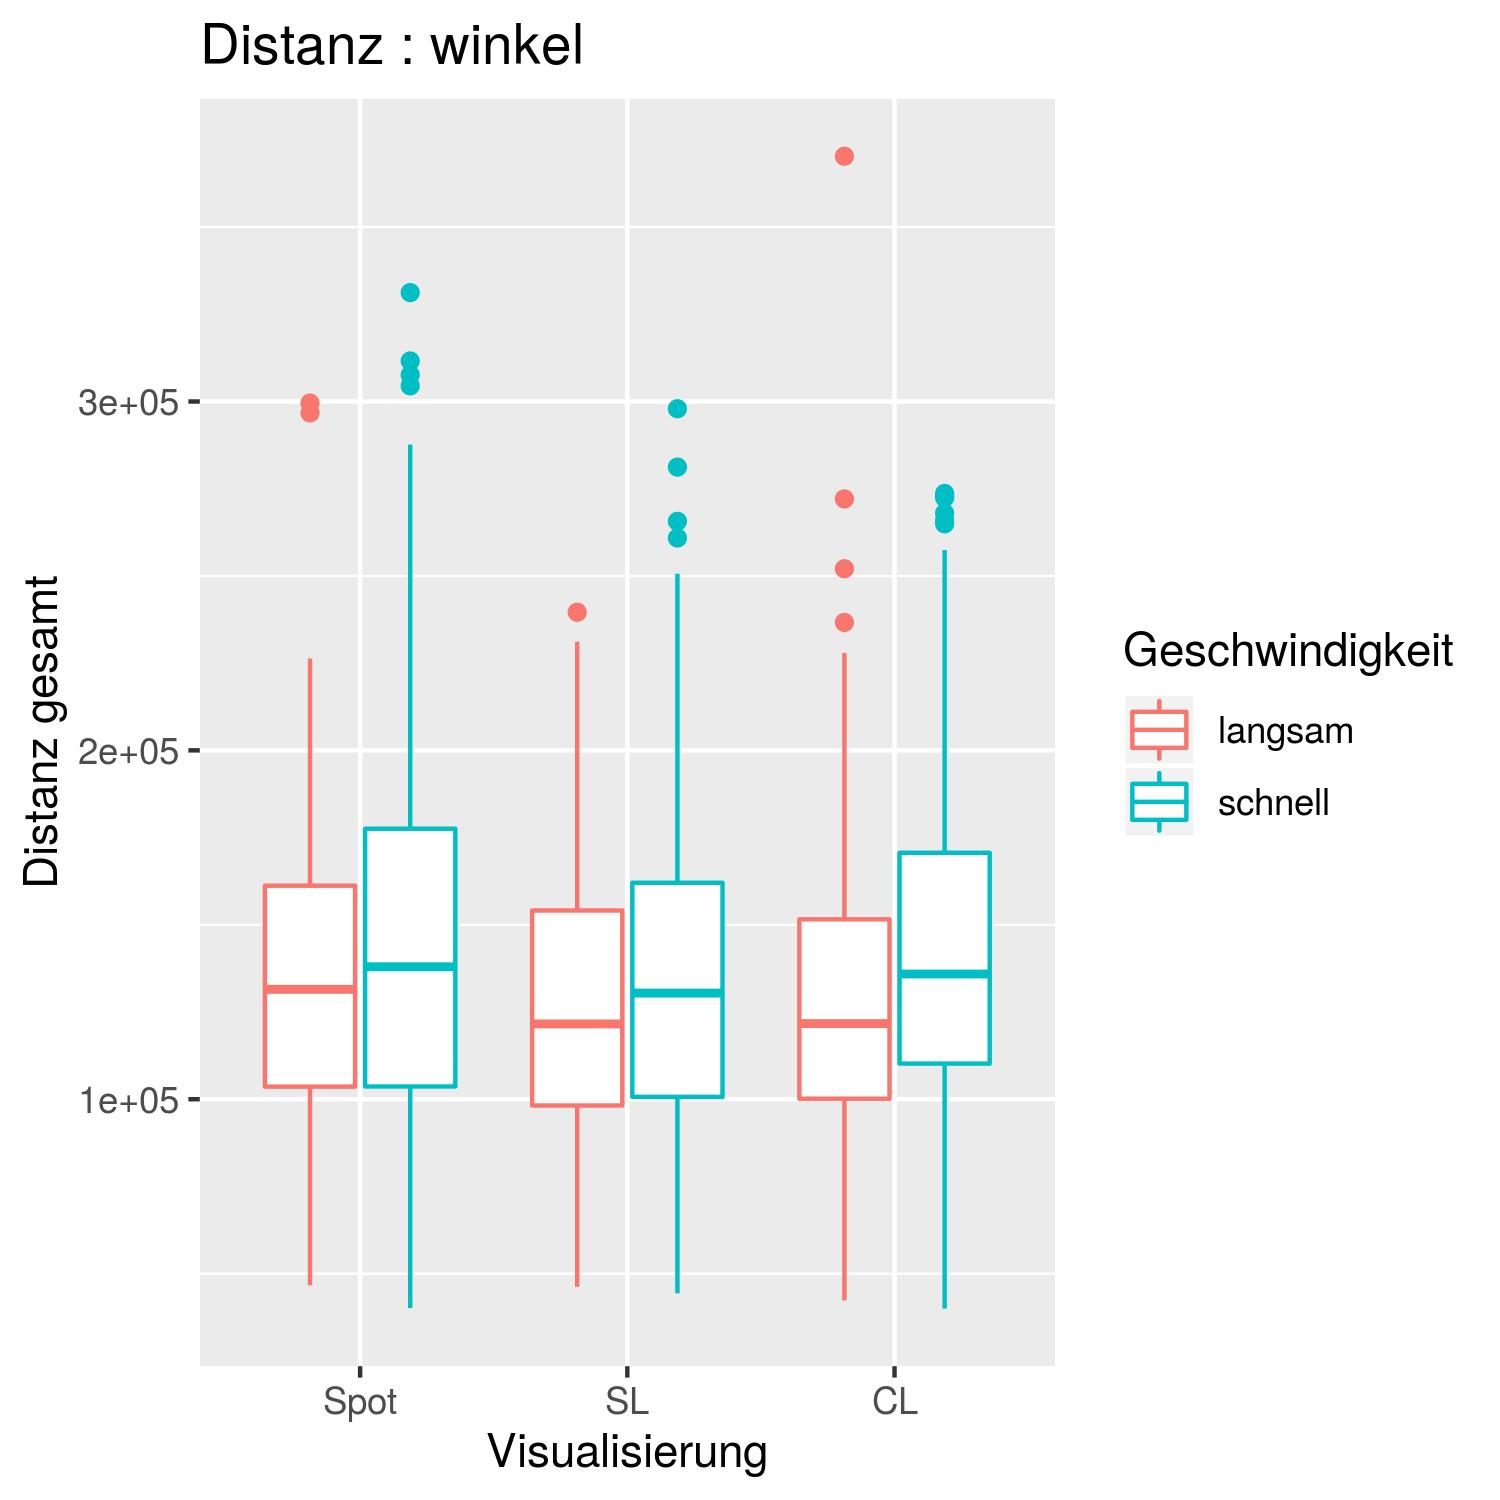 Distanz : winkel
Distanz gesamt
3e+05
2e+05
1e+05
Spot SL CL
Visualisierung
Geschwindigkeit
langsam
schnell